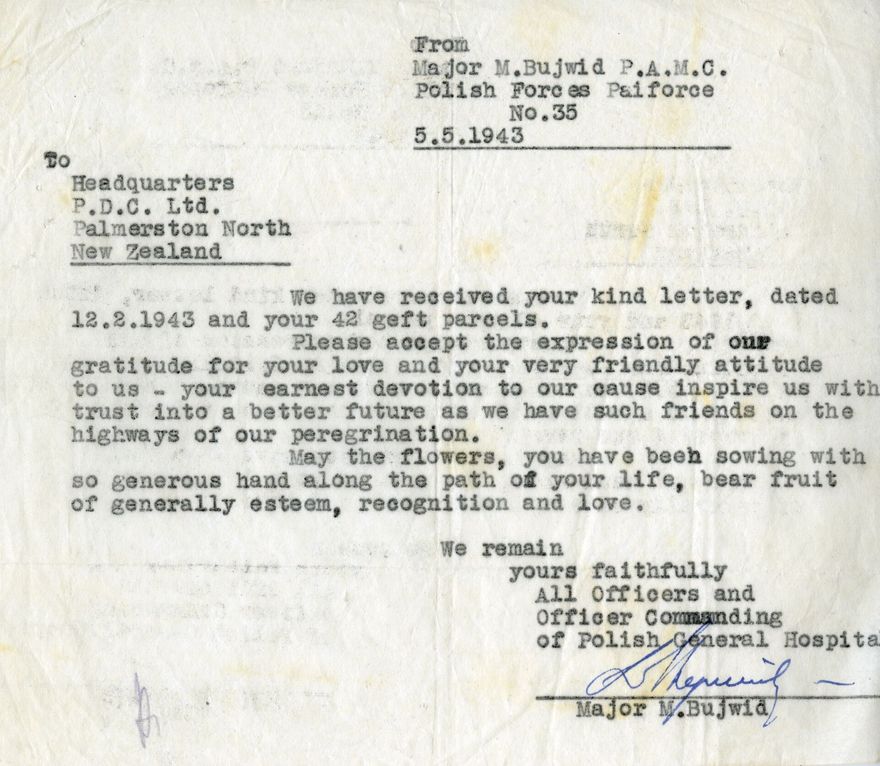 From
Major M.Bujwid P.A.M.C.
Polish Forces Paiforce
No.35
5.5.1943
To
Headquarters
P.D.C. Ltd.
Palmerston North
New Zealand
We have received your kind letter, dated
12.2.1943 and your 42 geft parcels.
Please accept the expression of our
gratitude for your love and your very friendly attitude
to us - your earnest devotion to our cause inspire us with
trust into a better future as we have such friends on the
highways of our peregrination.
May the flowers, you have been sowing with
so generous hand along the path of your life, bear fruit
of generally esteem, recognition and love.
We remain
yours faithfully
All Officers and
Officer Commanding
of Polish General Hospita
Major M.Bujwid